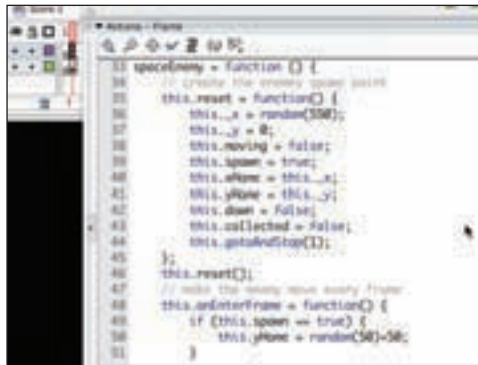 Scene 1
Actions - Frame
33 spaceEnemy = function () {
34 // create the enemy spawn point
35 this.reset = function() {
36 this._x = random(550);
37 this._y = 0;
38 this.moving = false;
39 this.spawn = true;
40 this.xHome = this._x;
41 this.yHome = this._y;
42 this.down = false;
43 this.collected = false;
44 this.gotoAndStop(1);
45 };
46 this.reset();
47 // make the enemy move every frame
48 this.onEnterFrame = function() {
49 if (this.spawn == true) {
50 this.yHome = random(50)+50;
51 }